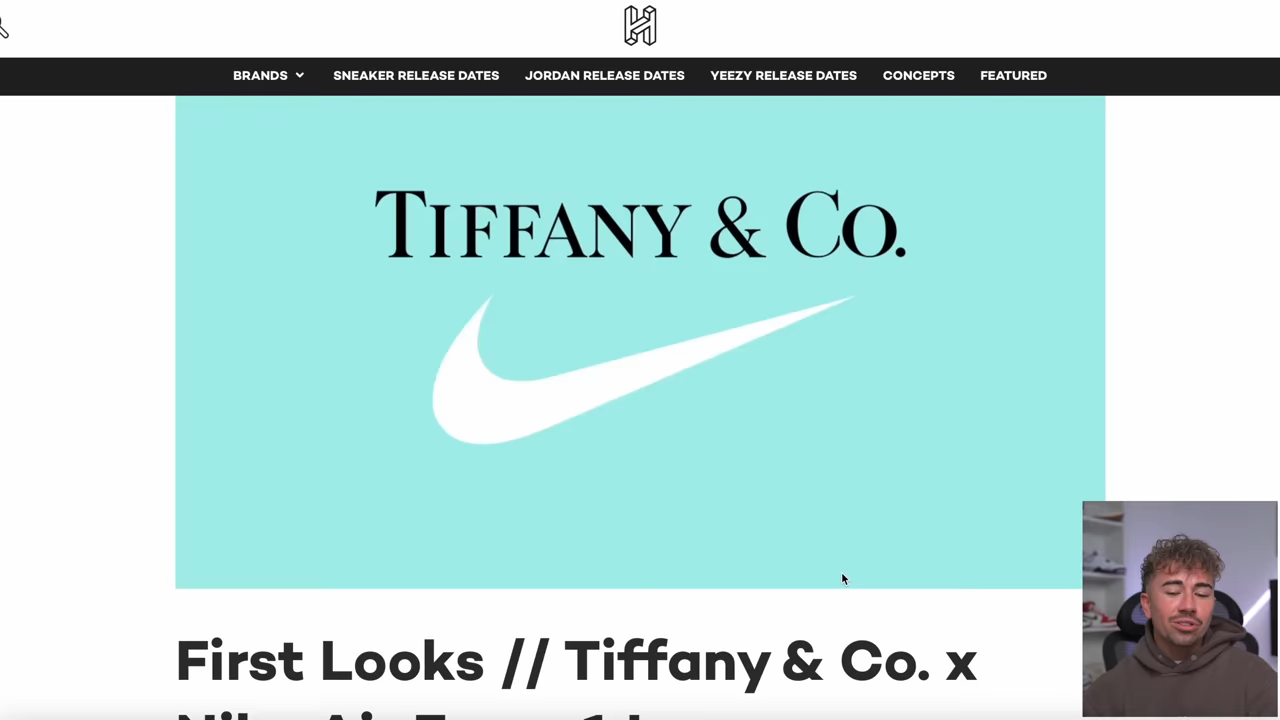 BRANDS SNEAKER RELEASE DATES JORDAN RELEASE DATES YEEZY RELEASE DATES CONCEPTS FEATURED
TIFFANY & CO.
First Looks // Tiffany & Co. x